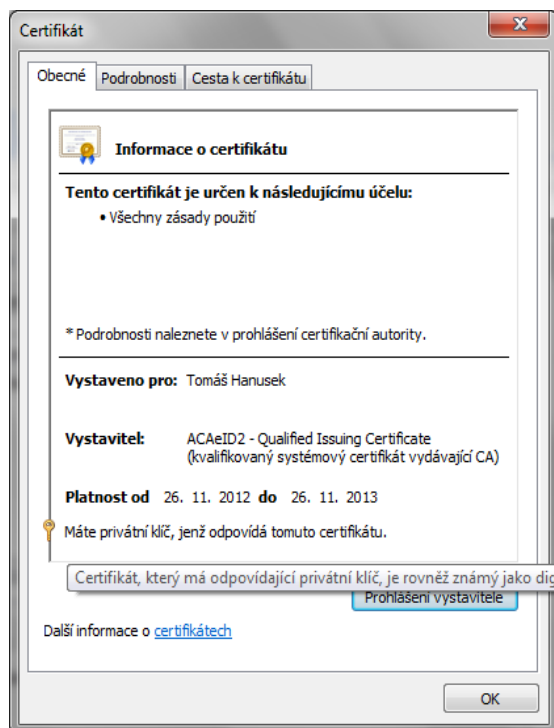 Certifikát
Obecné Podrobnosti Cesta k certifikátu
Informace o certifikátu
Tento certifikát je určen k následujícímu účelu:
• Všechny zásady použití
* Podrobnosti naleznete v prohlášení certifikační autority.
Vystaveno pro: Tomáš Hanusek
Vystavitel: ACAeID2 - Qualified Issuing Certificate
(kvalifikovaný systémový certifikát vydávající CA)
Platnost od 26. 11. 2012 do 26. 11. 2013
Máte privátní klíč, jenž odpovídá tomuto certifikátu.
Certifikát, který má odpovídající privátní klíč, je rovněž známý jako dig
Prohlášení vystavitele
Další informace o certifikátech
OK